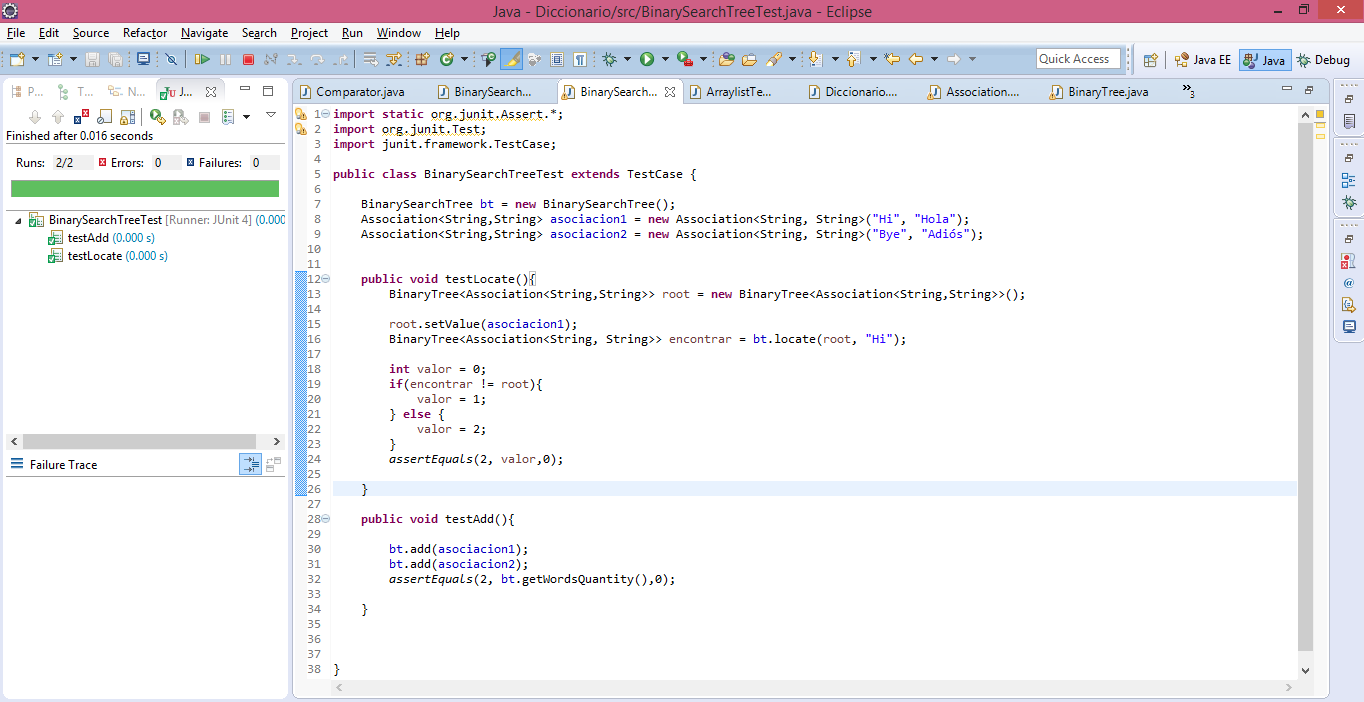 Java - Diccionario/src/BinarySearchTreeTest.java - Eclipse
File Edit Source Refactor Navigate Search Project Run Window Help
Quick Access Java EE Java Debug
P... T... N... J...
Finished after 0.016 seconds
Runs: 2/2 Errors: 0 Failures: 0
BinarySearchTreeTest [Runner: JUnit 4] (0.000
testAdd (0.000 s)
testLocate (0.000 s)
Failure Trace
Comparator.java BinarySearch... BinarySearch... ArraylistTe... Diccionario.... Association.... BinaryTree.java »3
1 import static org.junit.Assert.*;
2 import org.junit.Test;
3 import junit.framework.TestCase;
4
5 public class BinarySearchTreeTest extends TestCase {
6
7 BinarySearchTree bt = new BinarySearchTree();
8 Association<String,String> asociacion1 = new Association<String, String>("Hi", "Hola");
9 Association<String,String> asociacion2 = new Association<String, String>("Bye", "Adiós");
10
11
12 public void testLocate(){
13 BinaryTree<Association<String,String>> root = new BinaryTree<Association<String,String>>();
14
15 root.setValue(asociacion1);
16 BinaryTree<Association<String, String>> encontrar = bt.locate(root, "Hi");
17
18 int valor = 0;
19 if(encontrar != root){
20 valor = 1;
21 } else {
22 valor = 2;
23 }
24 assertEquals(2, valor,0);
25
26 }
27
28 public void testAdd(){
29
30 bt.add(asociacion1);
31 bt.add(asociacion2);
32 assertEquals(2, bt.getWordsQuantity(),0);
33
34 }
35
36
37
38 }